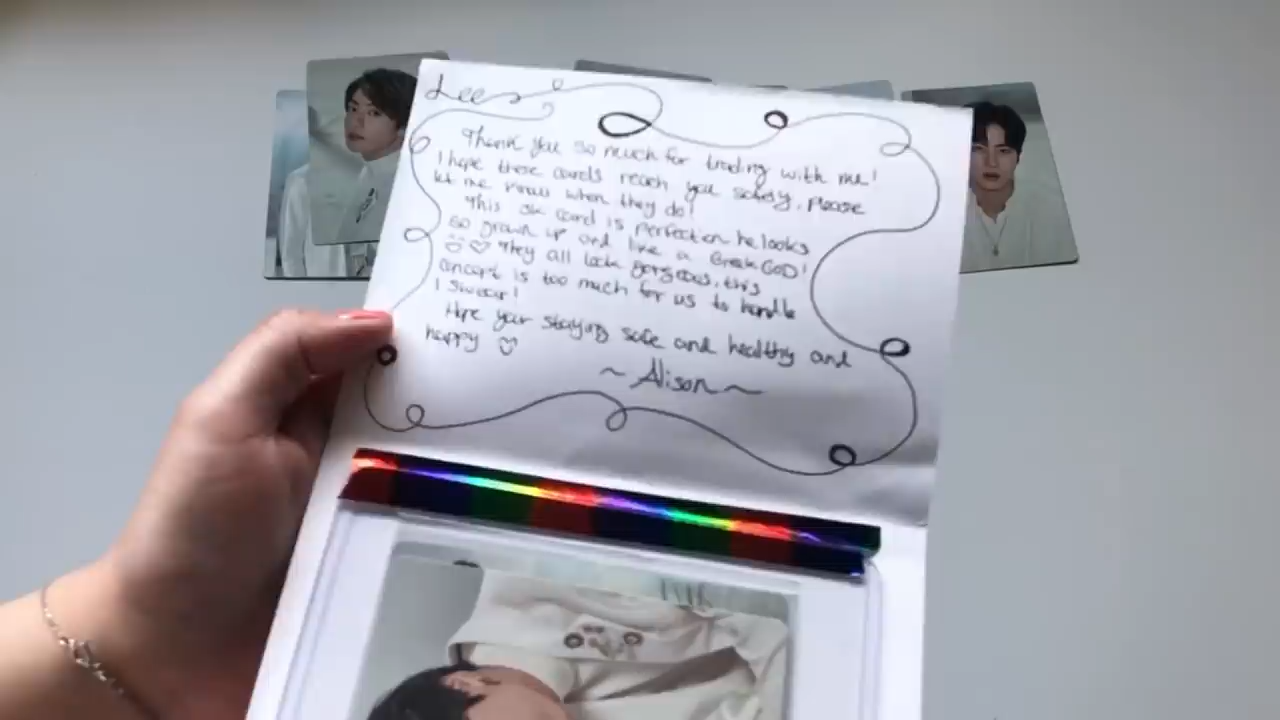 Lee
Thank you so much for trading with me!
I hope these cards reach you safely, Please
let me know when they do!
This sk card is perfection he looks
so grown up and like a Greek GOD!
♡ They all look gorgeous, this
concept is too much for us to handle
I swear!
Hope your staying safe and healthy and
happy ♡
~ Alison ~